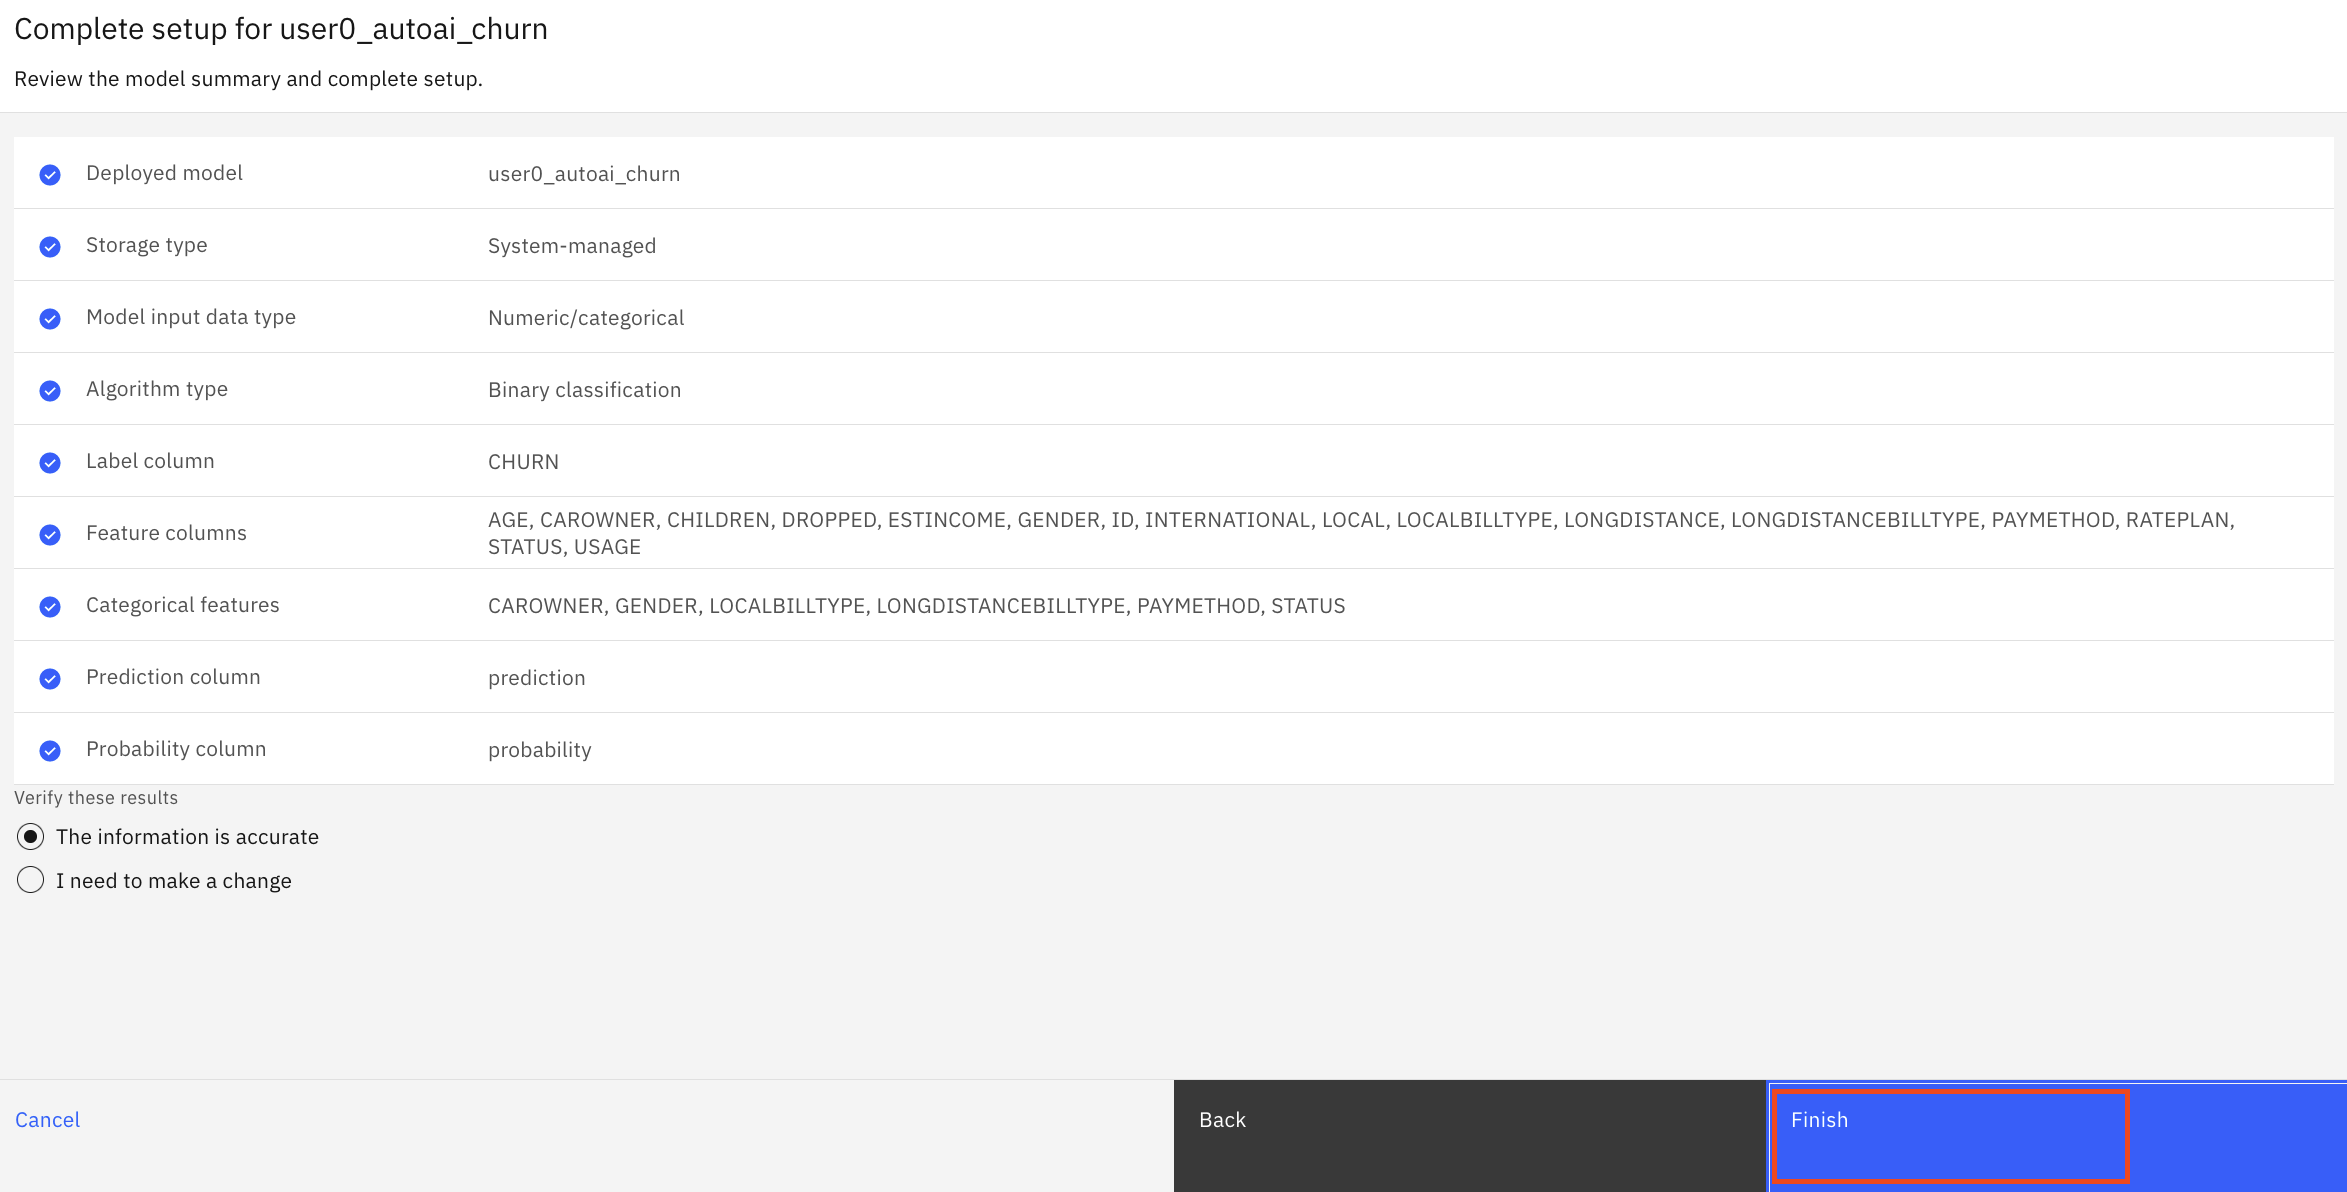 Complete setup for user0_autoai_churn
Review the model summary and complete setup.
Deployed model user0_autoai_churn
Storage type System-managed
Model input data type Numeric/categorical
Algorithm type Binary classification
Label column CHURN
Feature columns AGE, CAROWNER, CHILDREN, DROPPED, ESTINCOME, GENDER, ID, INTERNATIONAL, LOCAL, LOCALBILLTYPE, LONGDISTANCE, LONGDISTANCEBILLTYPE, PAYMETHOD, RATEPLAN,
STATUS, USAGE
Categorical features CAROWNER, GENDER, LOCALBILLTYPE, LONGDISTANCEBILLTYPE, PAYMETHOD, STATUS
Prediction column prediction
Probability column probability
Verify these results
The information is accurate
I need to make a change
Cancel Back Finish